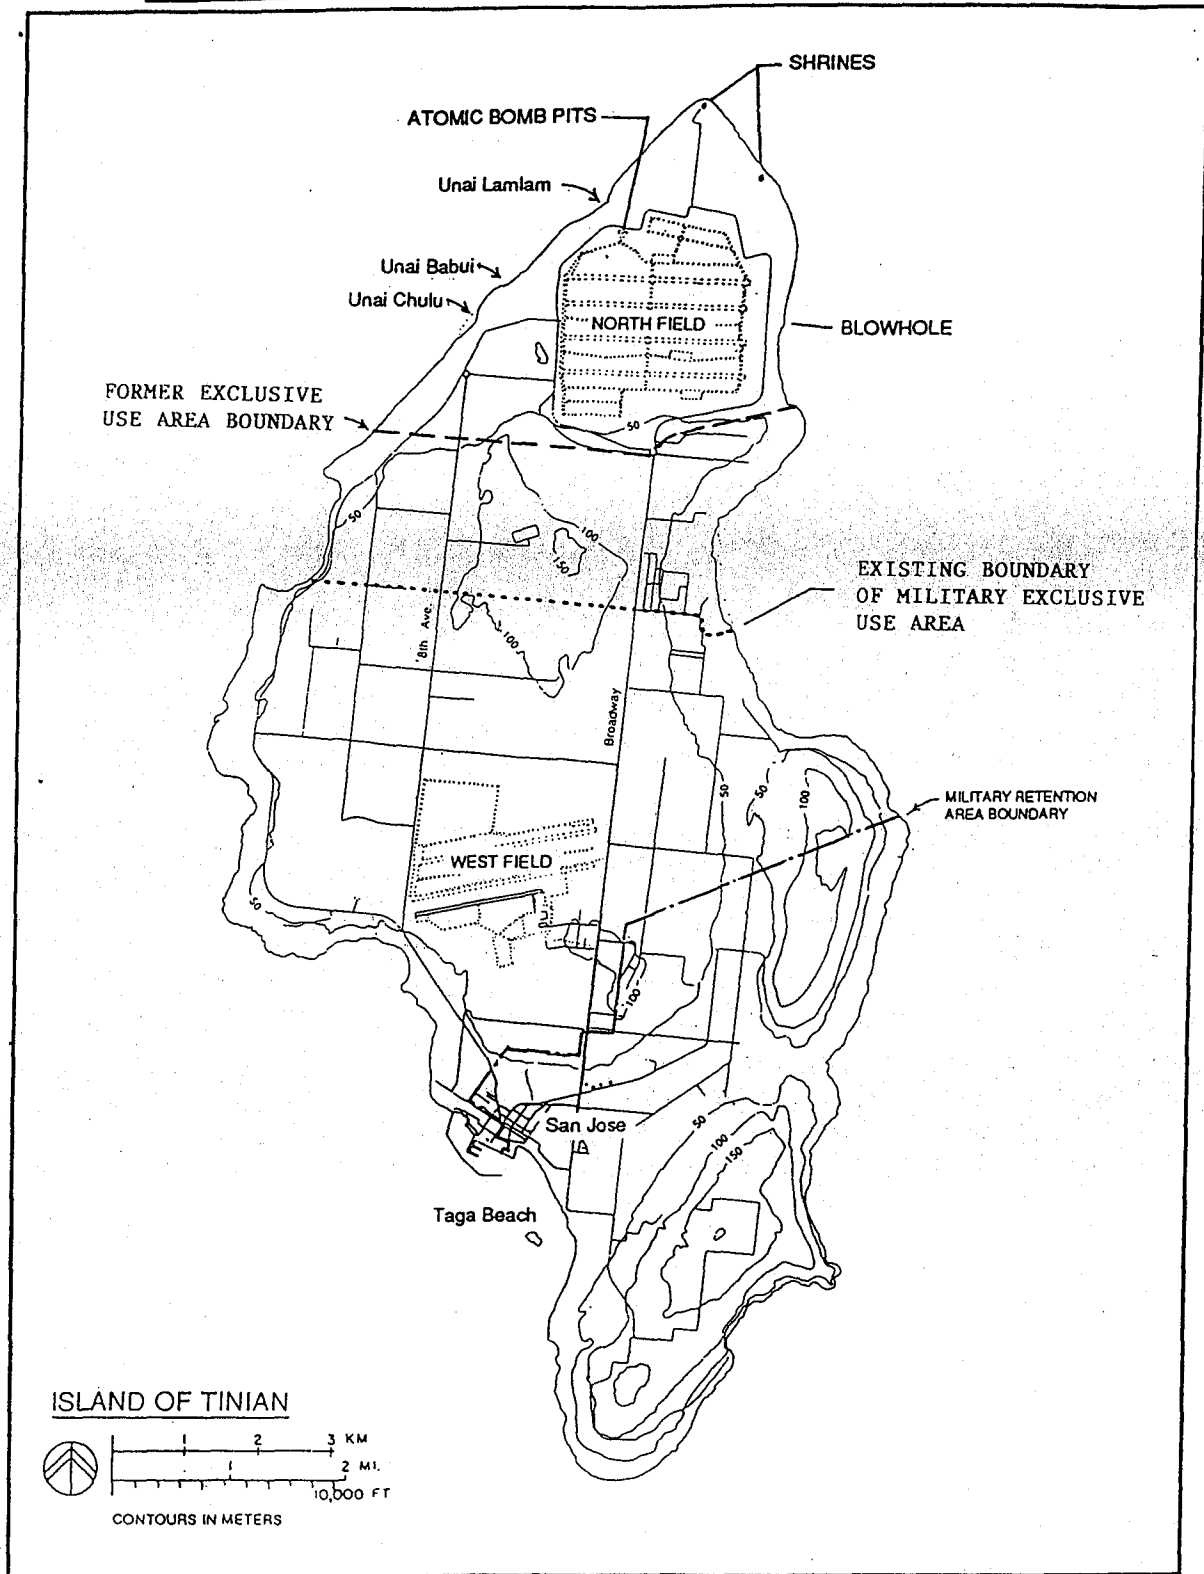 SHRINES
ATOMIC BOMB PITS
Unai Lamlam
Unai Babui
Unai Chulu
NORTH FIELD
BLOWHOLE
FORMER EXCLUSIVE
USE AREA BOUNDARY
50
50
100
150
EXISTING BOUNDARY
OF MILITARY EXCLUSIVE
USE AREA
8th Ave.
100
Broadway
50
50
100
MILITARY RETENTION
AREA BOUNDARY
WEST FIELD
50
100
San Jose
50
100
150
Taga Beach
ISLAND OF TINIAN
1 2 3 KM
1 2 MI.
10,000 FT
CONTOURS IN METERS